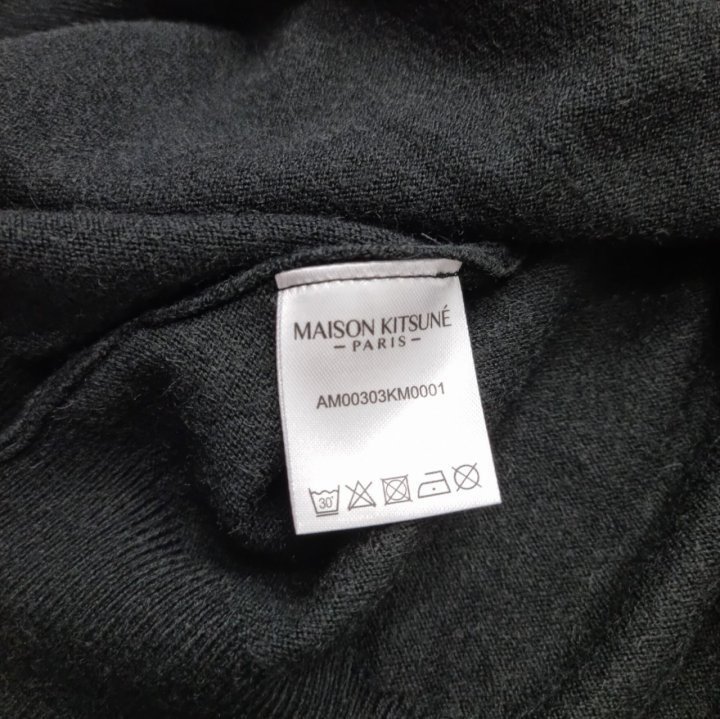 MAISON KITSUNÉ
- PARIS -
AM00303KM0001
30°